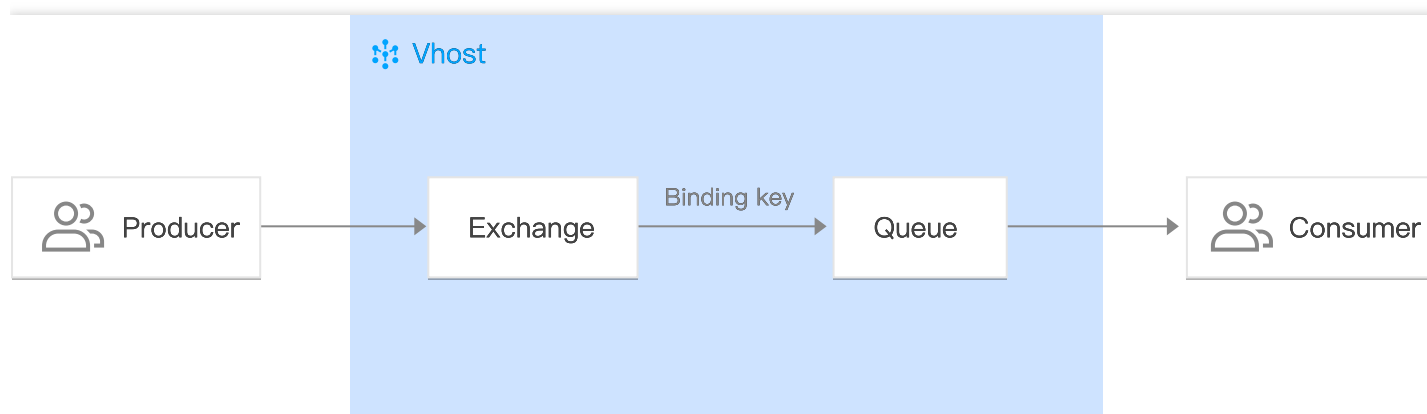 Vhost
Binding key
Producer
Exchange
Queue
Consumer